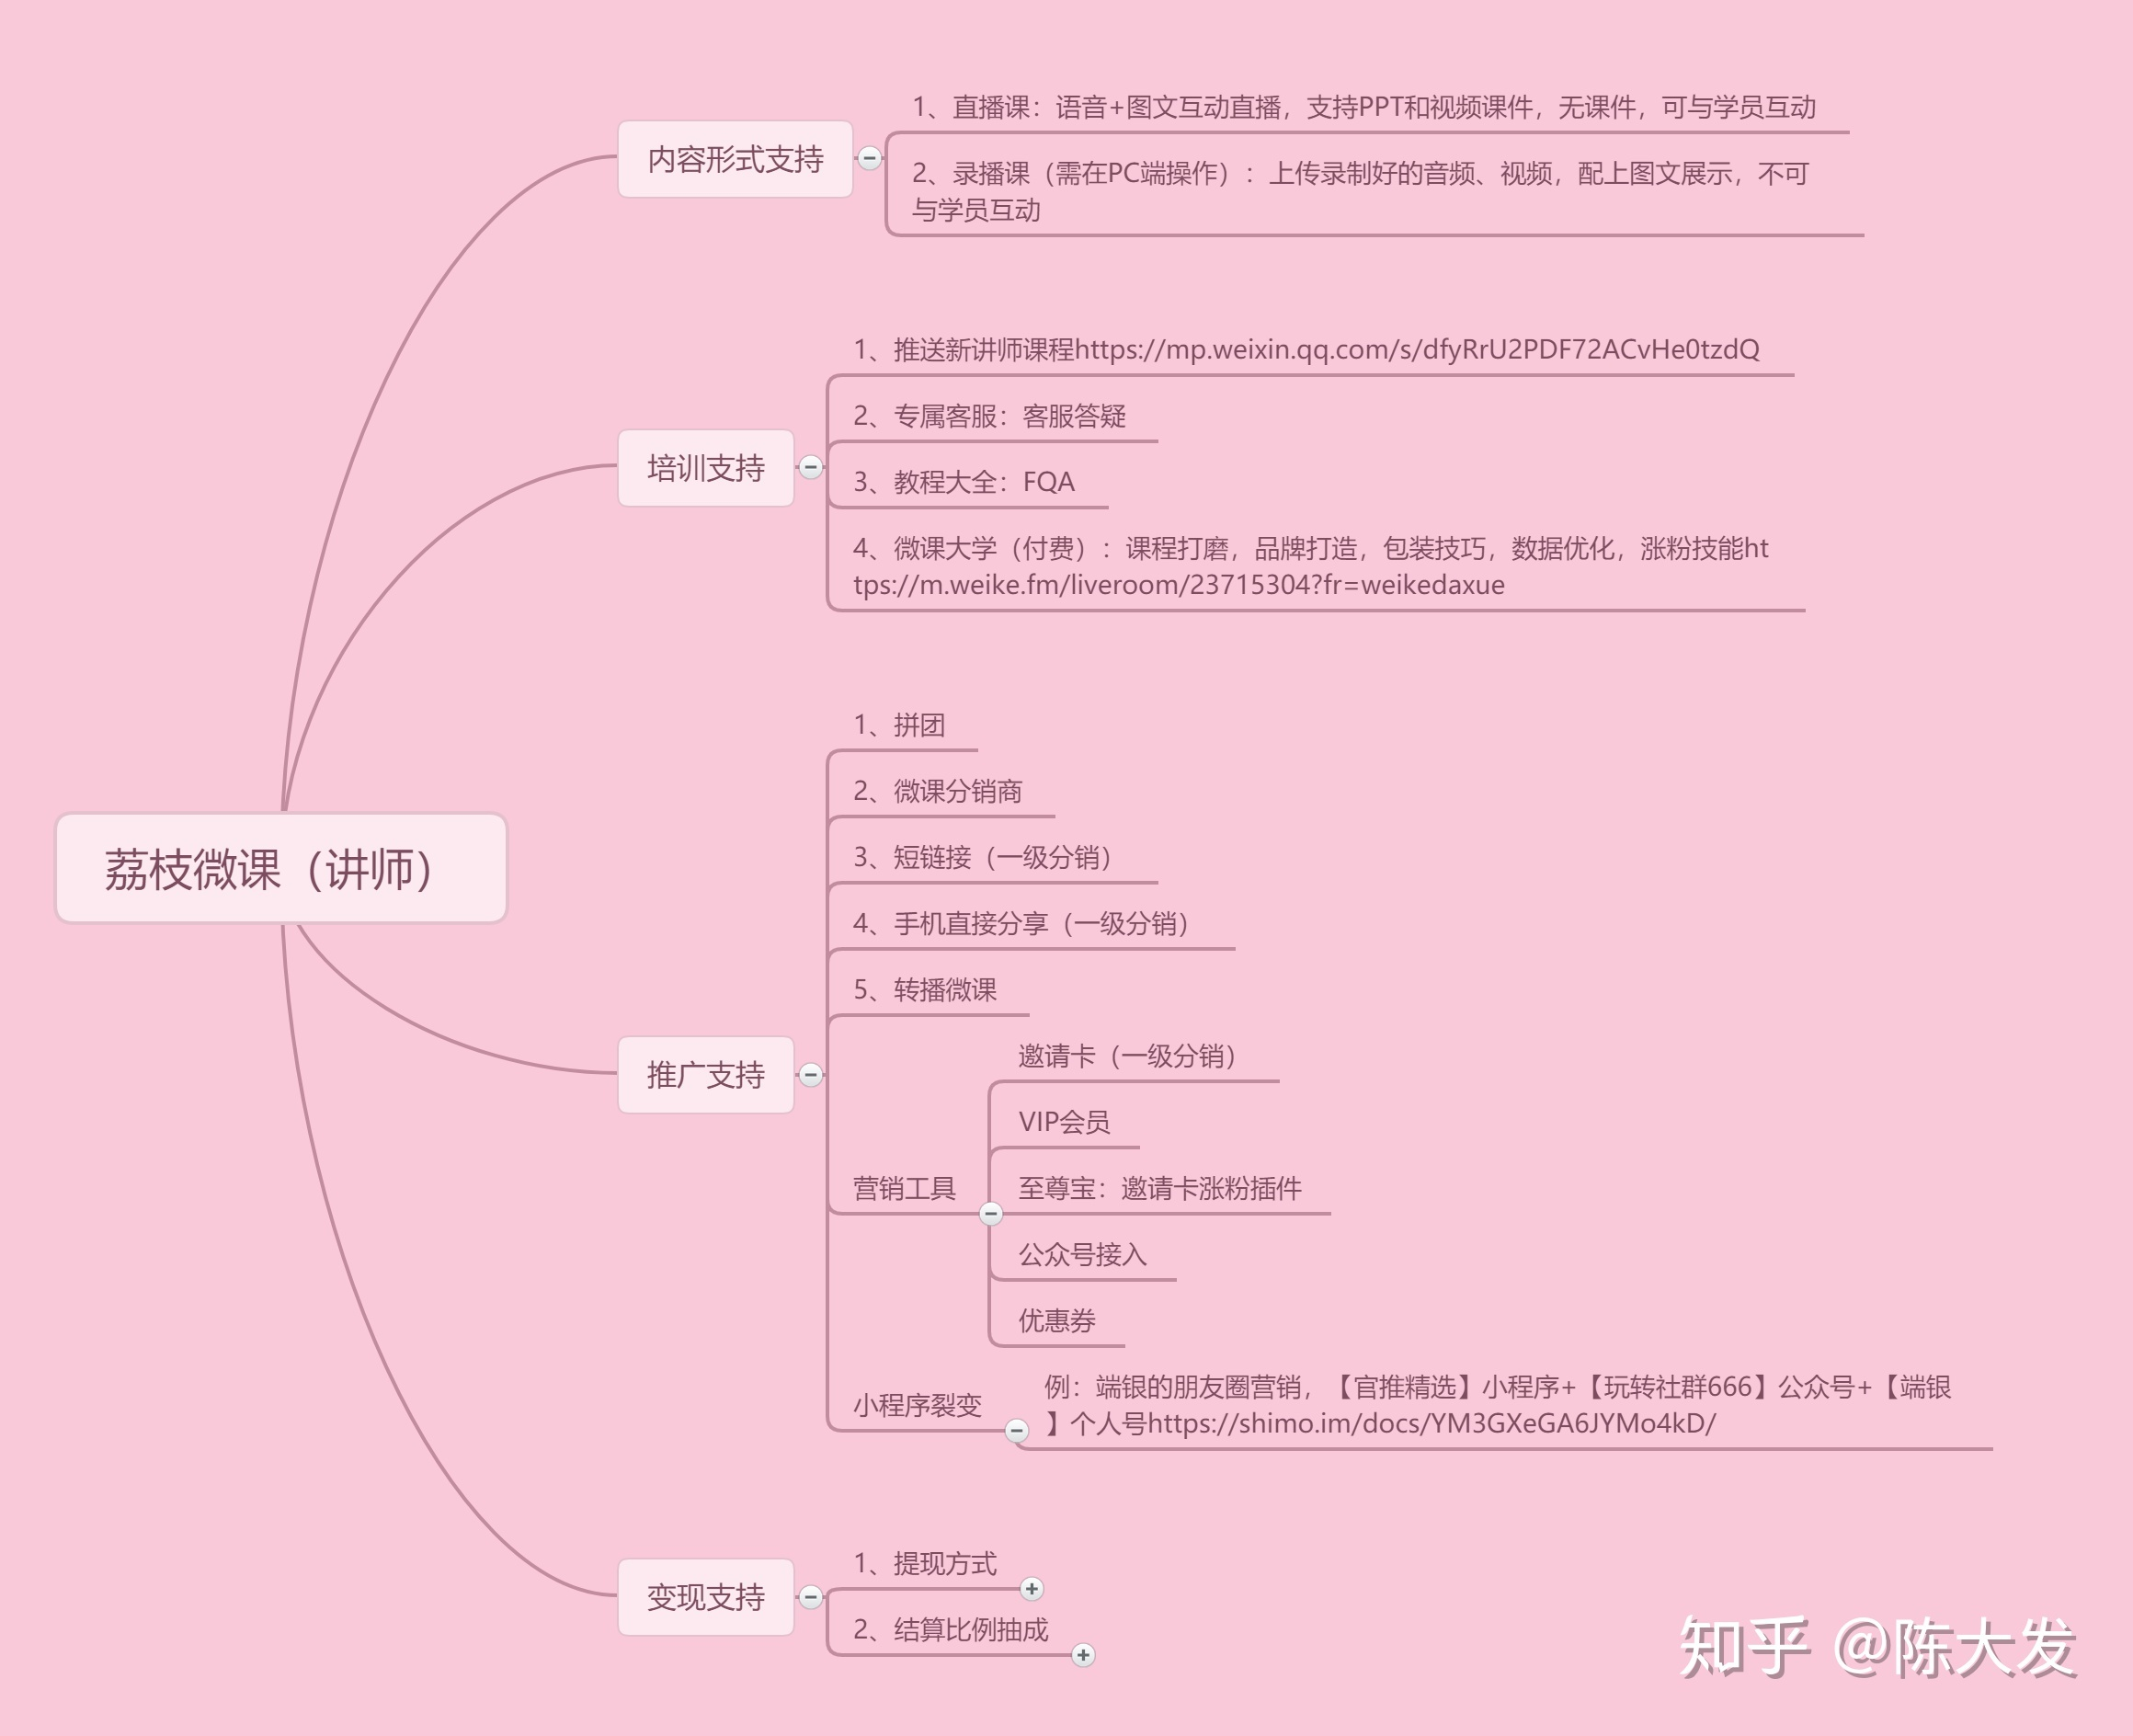 1、直播课：语音+图文互动直播，支持PPT和视频课件，无课件，可与学员互动
内容形式支持
2、录播课（需在PC端操作）：上传录制好的音频、视频，配上图文展示，不可
与学员互动
1、推送新讲师课程https://mp.weixin.qq.com/s/dfyRrU2PDF72ACvHe0tzdQ
2、专属客服：客服答疑
培训支持
3、教程大全：FQA
4、微课大学（付费）：课程打磨，品牌打造，包装技巧，数据优化，涨粉技能ht
tps://m.weike.fm/liveroom/23715304?fr=weikedaxue
1、拼团
2、微课分销商
3、短链接（一级分销）
荔枝微课（讲师）
4、手机直接分享（一级分销）
5、转播微课
推广支持
邀请卡（一级分销）
VIP会员
营销工具
至尊宝：邀请卡涨粉插件
公众号接入
优惠券
小程序裂变
例：端银的朋友圈营销，【官推精选】小程序+【玩转社群666】公众号+【端银
】个人号https://shimo.im/docs/YM3GXeGA6JYMo4kD/
1、提现方式
变现支持
2、结算比例抽成
知乎 @陈大发